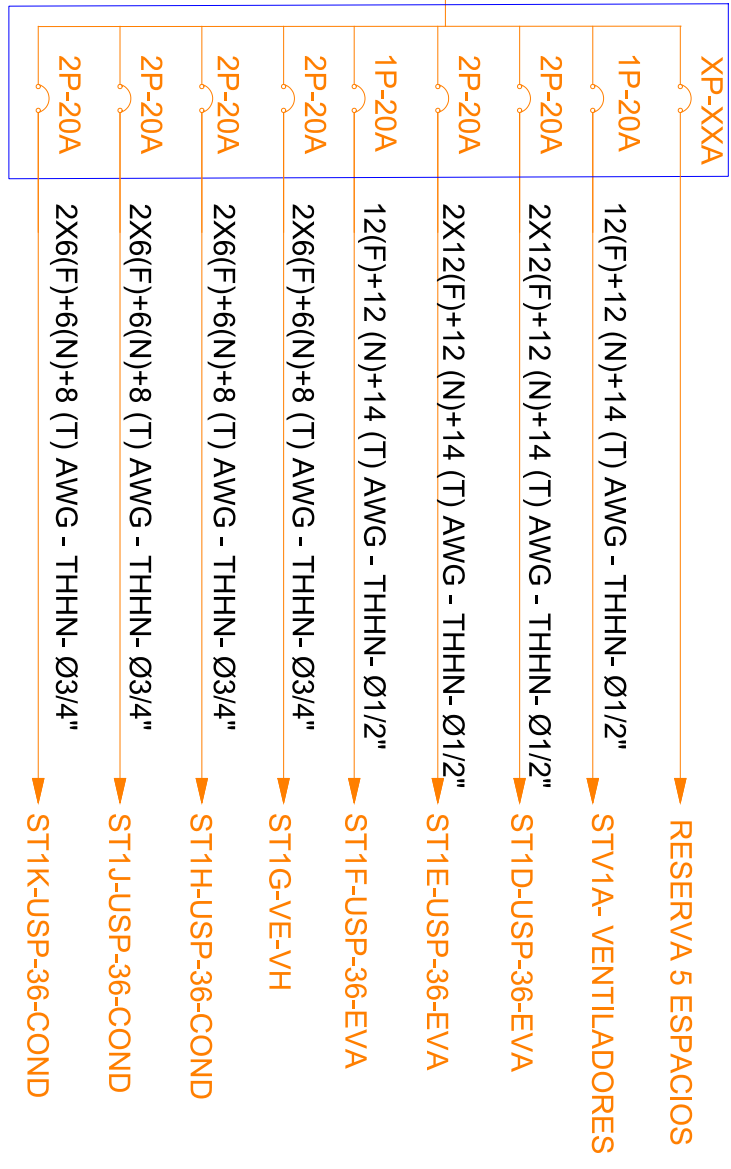 XP-XXA
RESERVA 5 ESPACIOS
1P-20A
12(F)+12 (N)+14 (T) AWG - THHN- Ø1/2"
STV1A- VENTILADORES
2P-20A
2X12(F)+12 (N)+14 (T) AWG - THHN- Ø1/2"
ST1D-USP-36-EVA
2P-20A
2X12(F)+12 (N)+14 (T) AWG - THHN- Ø1/2"
ST1E-USP-36-EVA
1P-20A
12(F)+12 (N)+14 (T) AWG - THHN- Ø1/2"
ST1F-USP-36-EVA
2P-20A
2X6(F)+6(N)+8 (T) AWG - THHN- Ø3/4"
ST1G-VE-VH
2P-20A
2X6(F)+6(N)+8 (T) AWG - THHN- Ø3/4"
ST1H-USP-36-COND
2P-20A
2X6(F)+6(N)+8 (T) AWG - THHN- Ø3/4"
ST1J-USP-36-COND
2P-20A
2X6(F)+6(N)+8 (T) AWG - THHN- Ø3/4"
ST1K-USP-36-COND